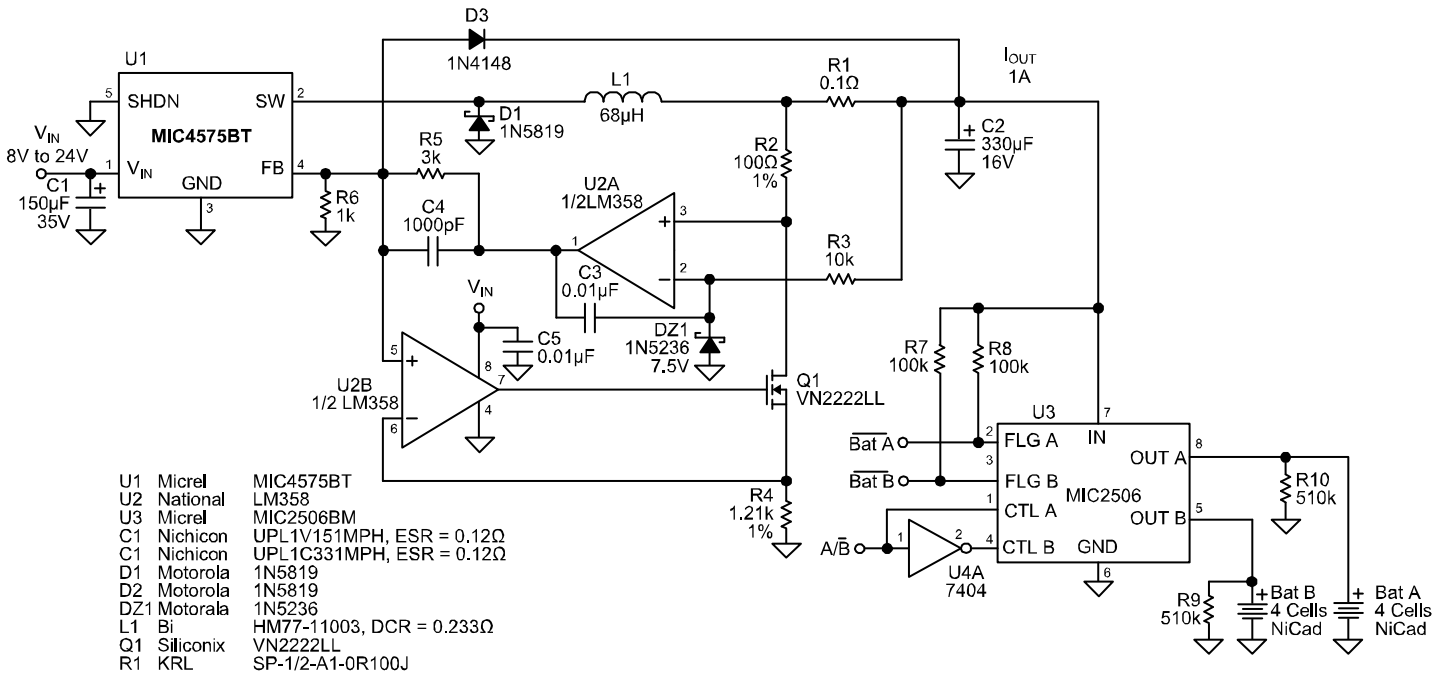 D3
1N4148
U1
5
SHDN
SW
2
MIC4575BT
VIN
8V to 24V
1
VIN
FB
4
GND
3
C1
150µF
35V
R6
1k
D1
1N5819
L1
68µH
R1
0.1Ω
IOUT
1A
C2
330µF
16V
R2
100Ω
1%
R5
3k
C4
1000pF
U2A
1/2LM358
1
3
+
2
−
C3
0.01µF
R3
10k
DZ1
1N5236
7.5V
VIN
C5
0.01µF
5
+
6
−
8
7
4
U2B
1/2 LM358
Q1
VN2222LL
R4
1.21k
1%
R7
100k
R8
100k
U3
7
IN
Bat A
2
FLG A
Bat B
3
FLG B
MIC2506
1
CTL A
4
CTL B
GND
6
OUT A
8
OUT B
5
A/B
1
2
U4A
7404
R10
510k
R9
510k
+ Bat B
4 Cells
NiCad
+ Bat A
4 Cells
NiCad
U1 Micrel MIC4575BT
U2 National LM358
U3 Micrel MIC2506BM
C1 Nichicon UPL1V151MPH, ESR = 0.12Ω
C1 Nichicon UPL1C331MPH, ESR = 0.12Ω
D1 Motorola 1N5819
D2 Motorola 1N5819
DZ1 Motorala 1N5236
L1 Bi HM77-11003, DCR = 0.233Ω
Q1 Siliconix VN2222LL
R1 KRL SP-1/2-A1-0R100J